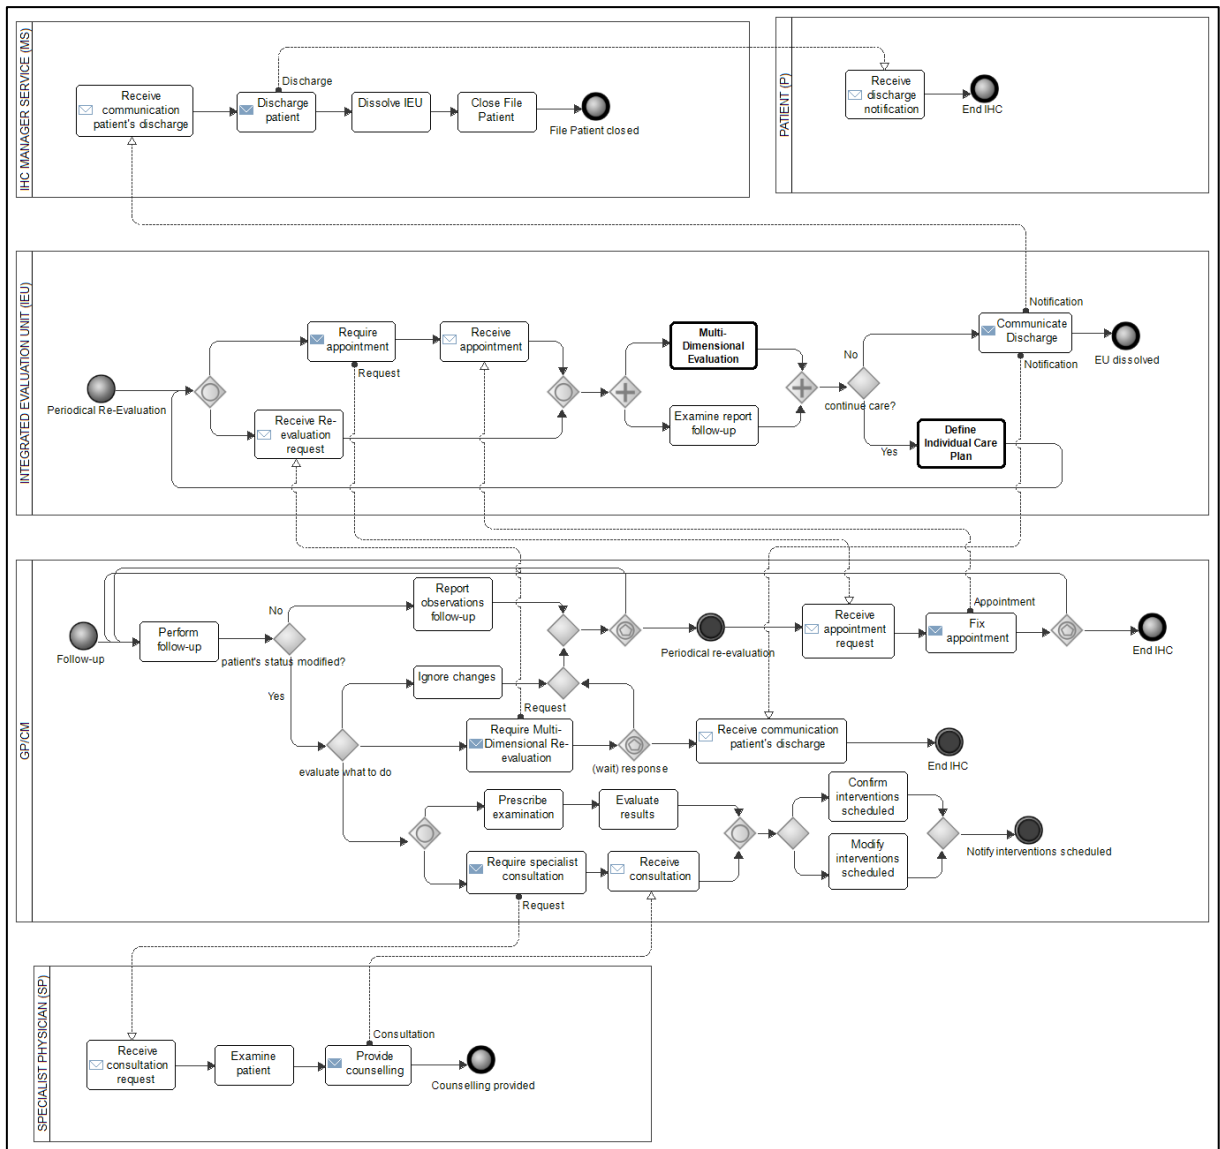 IHC MANAGER SERVICE (MS)
Receive
communication
patient's discharge
Discharge
Discharge
patient
Dissolve IEU
Close File
Patient
File Patient closed
PATIENT (P)
Receive
discharge
notification
End IHC
INTEGRATED EVALUATION UNIT (IEU)
Periodical Re-Evaluation
Require
appointment
Request
Receive
appointment
Receive Re-
evaluation
request
Multi-
Dimensional
Evaluation
Examine report
follow-up
No
continue care?
Yes
Notification
Communicate
Discharge
Notification
EU dissolved
Define
Individual Care
Plan
GP/CM
Follow-up
Perform
follow-up
No
patient's status modified?
Yes
Report
observations
follow-up
Periodical re-evaluation
Receive
appointment
request
Appointment
Fix
appointment
End IHC
Ignore changes
Request
evaluate what to do
Require Multi-
Dimensional Re-
evaluation
(wait) response
Receive communication
patient's discharge
End IHC
Prescribe
examination
Evaluate
results
Confirm
interventions
scheduled
Modify
interventions
scheduled
Notify interventions scheduled
Require specialist
consultation
Request
Receive
consultation
SPECIALIST PHYSICIAN (SP)
Receive
consultation
request
Examine
patient
Consultation
Provide
counselling
Counselling provided